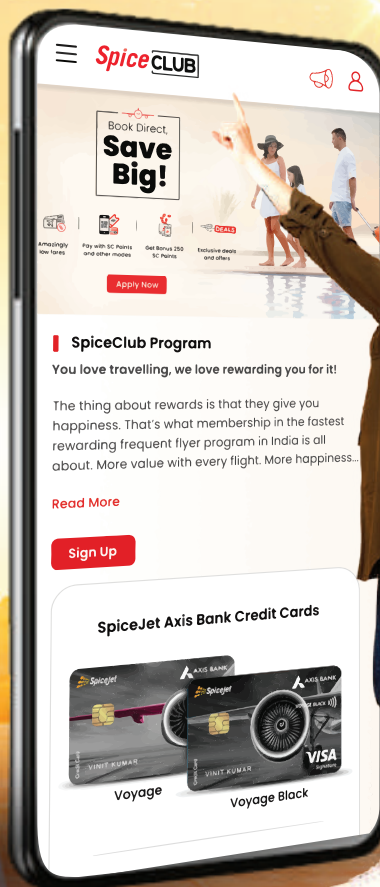 Spice CLUB
Book Direct,
Save
Big!
Amazingly
low fares
Pay with SC Points
and other modes
Get Bonus 250
SC Points
DEALS
Exclusive deals
and offers
Apply Now
SpiceClub Program
You love travelling, we love rewarding you for it!
The thing about rewards is that they give you
happiness. That's what membership in the fastest
rewarding frequent flyer program in India is all
about. More value with every flight. More happiness...
Read More
Sign Up
SpiceJet Axis Bank Credit Cards
Spicejet
AXIS BANK
Credit Card
VINIT KUMAR
Spicejet
AXIS BANK
VOYAGE BLACK
Credit Card
VINIT KUMAR
VISA
Signature
Voyage
Voyage Black